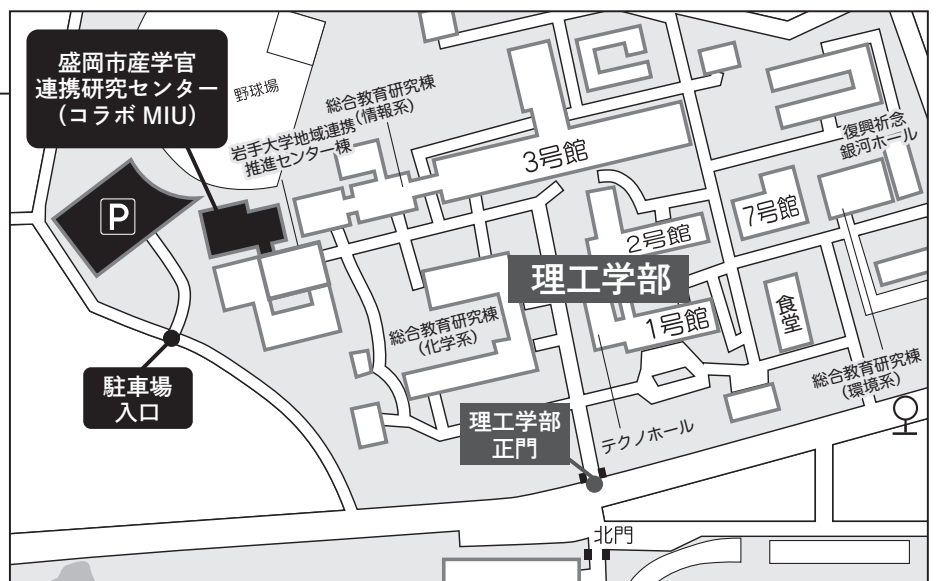 盛岡市産学官
連携研究センター
(コラボ MIU)
野球場
総合教育研究棟
(情報系)
岩手大学地域連携
推進センター棟
3号館
復興祈念
銀河ホール
P
7号館
2号館
理工学部
1号館
食堂
総合教育研究棟
(化学系)
駐車場
入口
総合教育研究棟
(環境系)
理工学部
正門
テクノホール
北門